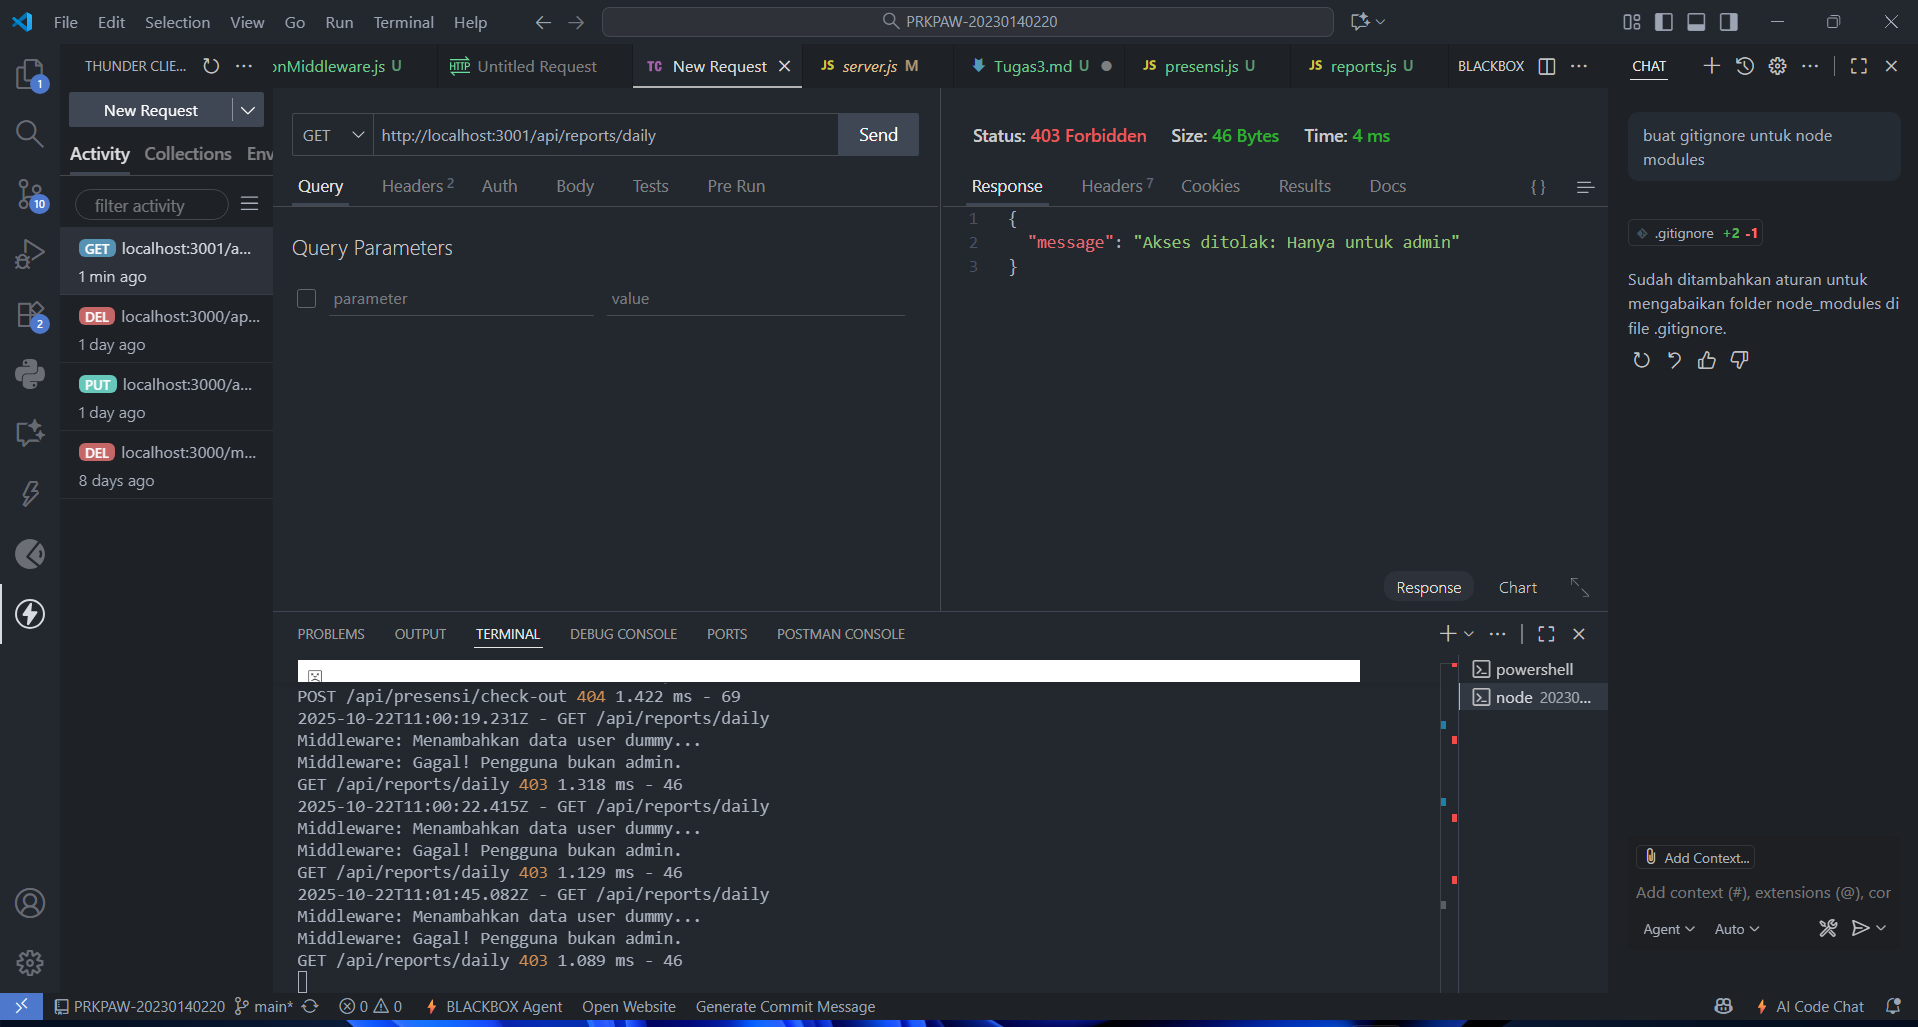 File Edit Selection View Go Run Terminal Help
PRKPAW-20230140220
THUNDER CLIE...
onMiddleware.js U
HTTP Untitled Request
TC New Request
JS server.js M
Tugas3.md U
JS presensi.js U
JS reports.js U
BLACKBOX
CHAT
New Request
Activity Collections Env
filter activity
GET localhost:3001/a...
1 min ago
DEL localhost:3000/ap...
1 day ago
PUT localhost:3000/a...
1 day ago
DEL localhost:3000/m...
8 days ago
1
10
2
GET http://localhost:3001/api/reports/daily Send
Query Headers 2 Auth Body Tests Pre Run
Query Parameters
parameter value
Status: 403 Forbidden Size: 46 Bytes Time: 4 ms
Response Headers 7 Cookies Results Docs {}
1 {
2 "message": "Akses ditolak: Hanya untuk admin"
3 }
Response Chart
PROBLEMS OUTPUT TERMINAL DEBUG CONSOLE PORTS POSTMAN CONSOLE
POST /api/presensi/check-out 404 1.422 ms - 69
2025-10-22T11:00:19.231Z - GET /api/reports/daily
Middleware: Menambahkan data user dummy...
Middleware: Gagal! Pengguna bukan admin.
GET /api/reports/daily 403 1.318 ms - 46
2025-10-22T11:00:22.415Z - GET /api/reports/daily
Middleware: Menambahkan data user dummy...
Middleware: Gagal! Pengguna bukan admin.
GET /api/reports/daily 403 1.129 ms - 46
2025-10-22T11:01:45.082Z - GET /api/reports/daily
Middleware: Menambahkan data user dummy...
Middleware: Gagal! Pengguna bukan admin.
GET /api/reports/daily 403 1.089 ms - 46
powershell
node 20230...
buat gitignore untuk node
modules
.gitignore +2 -1
Sudah ditambahkan aturan untuk
mengabaikan folder node_modules di
file .gitignore.
Add Context...
Add context (#), extensions (@), cor
Agent Auto
PRKPAW-20230140220 main* 0 0 BLACKBOX Agent Open Website Generate Commit Message AI Code Chat